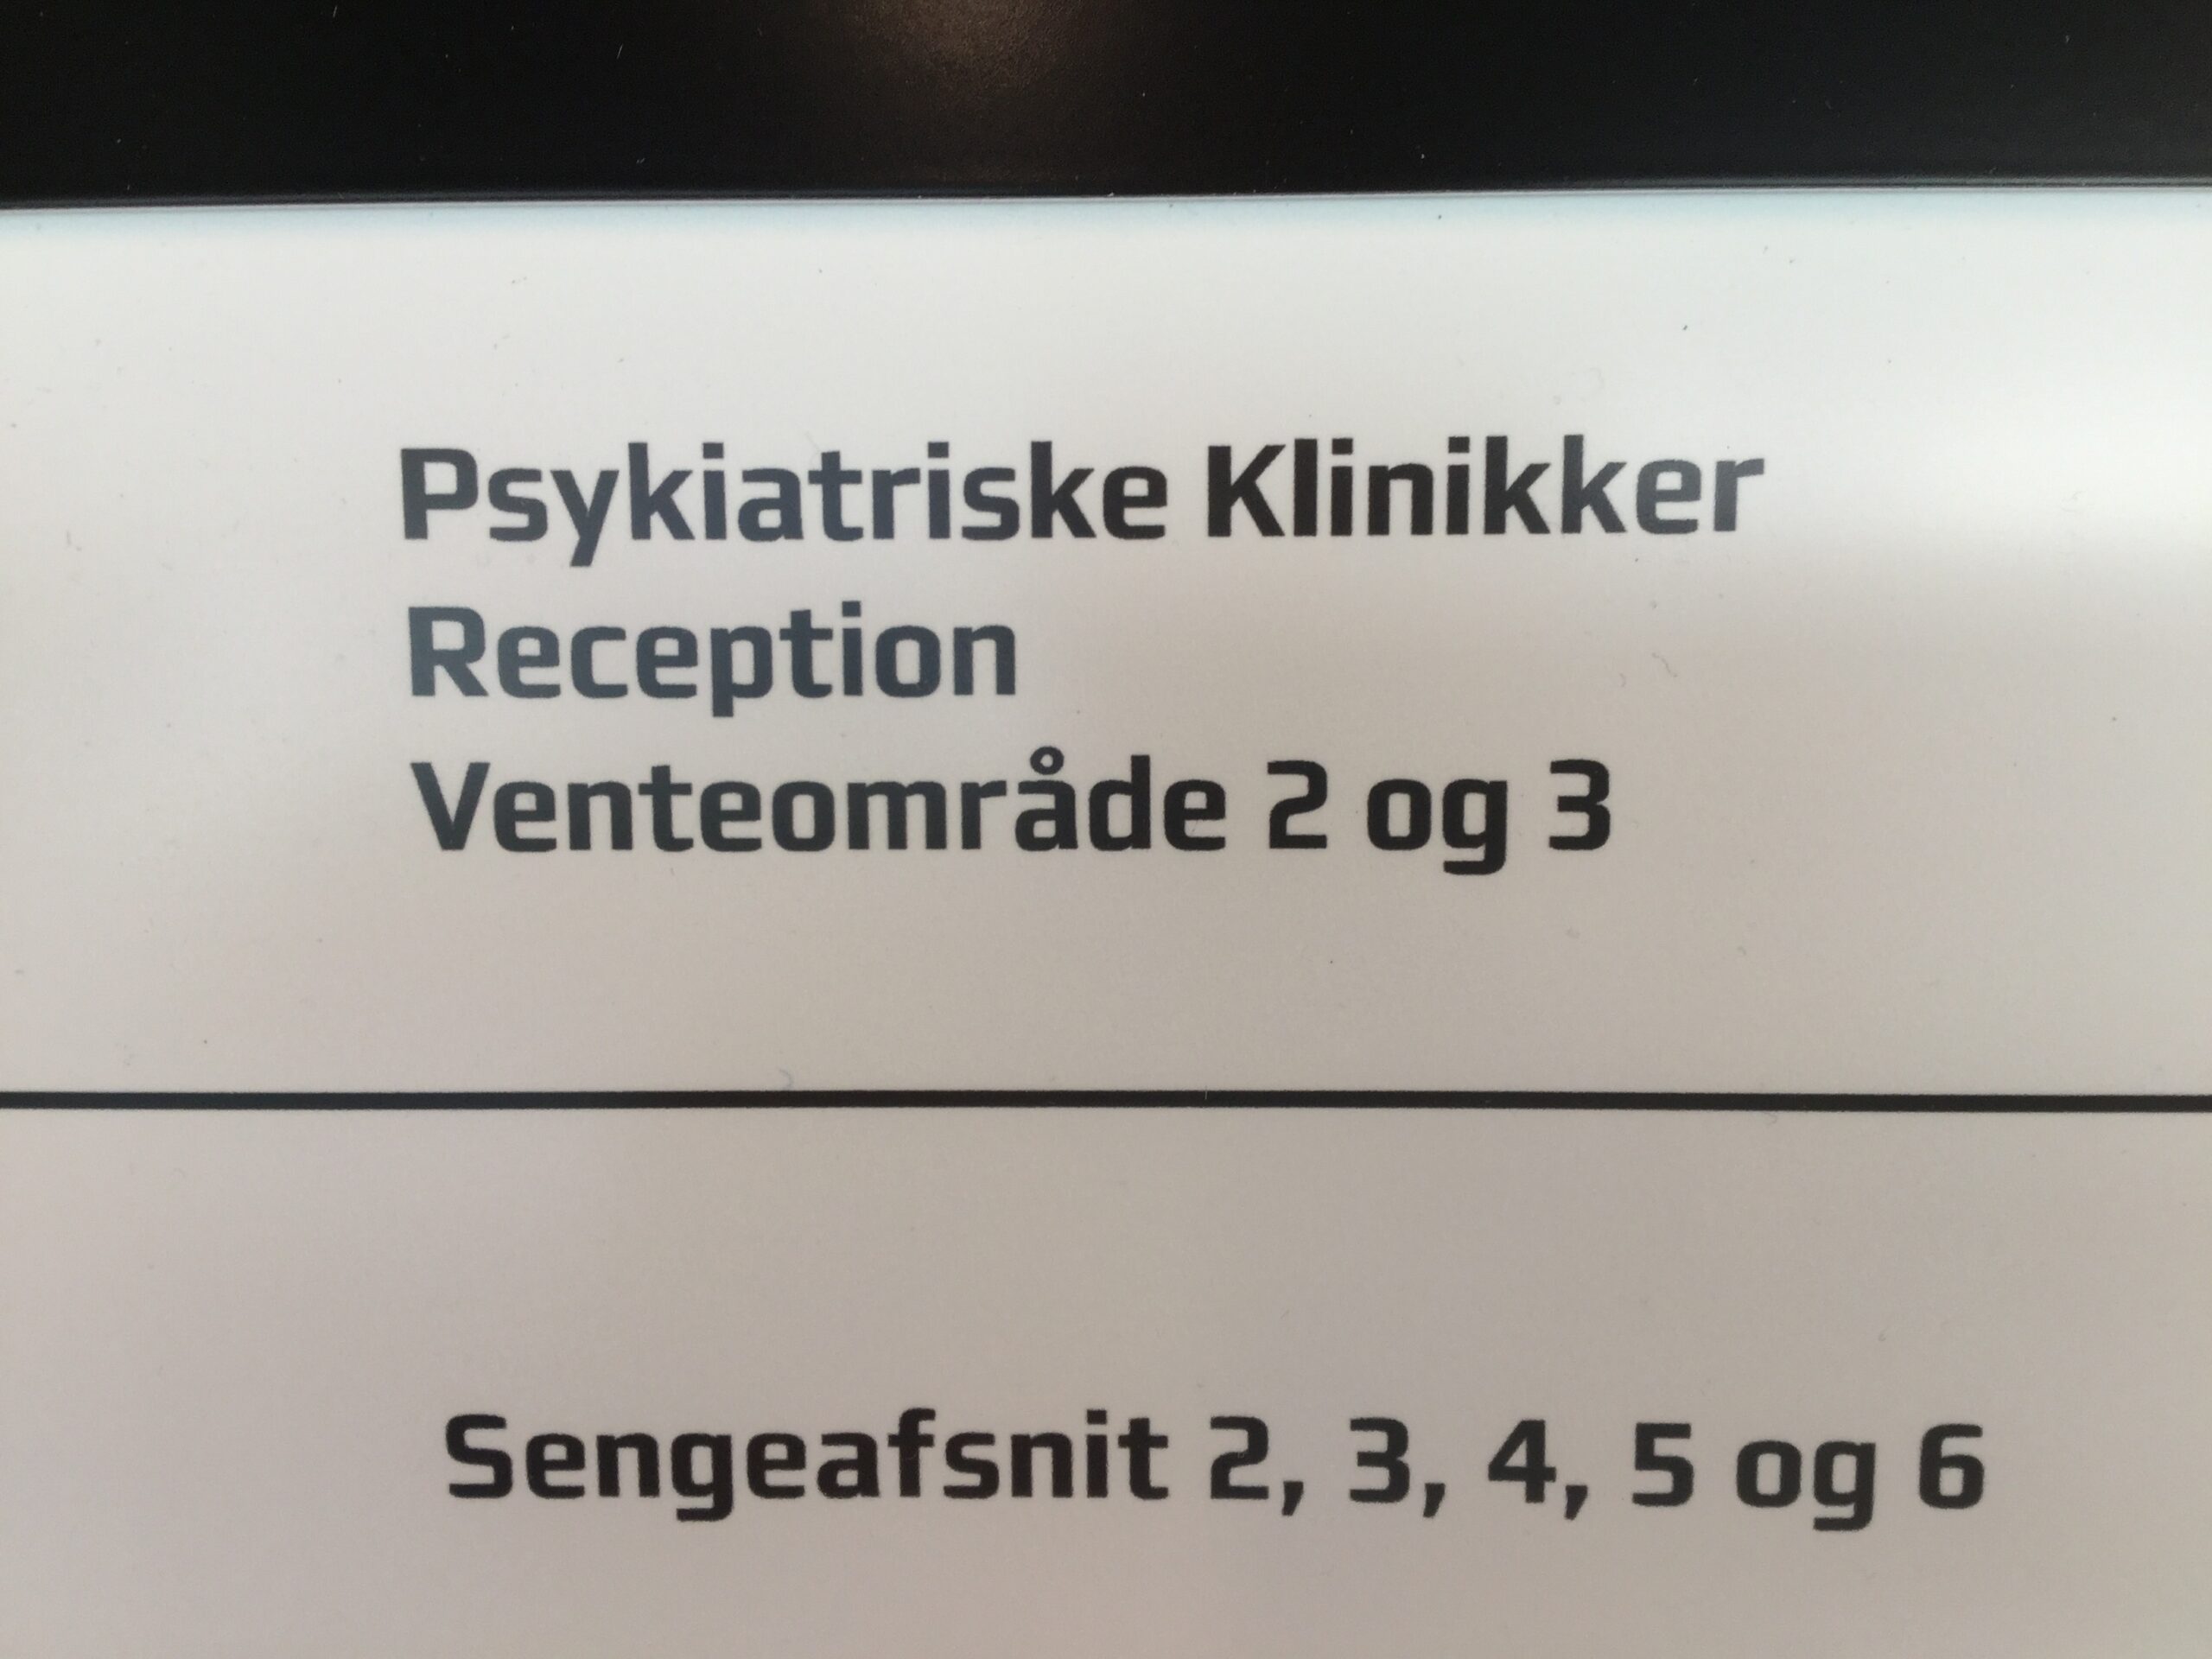 Psykiatriske Klinikker
Reception
Venteområde 2 og 3
Sengeafsnit 2, 3, 4, 5 og 6